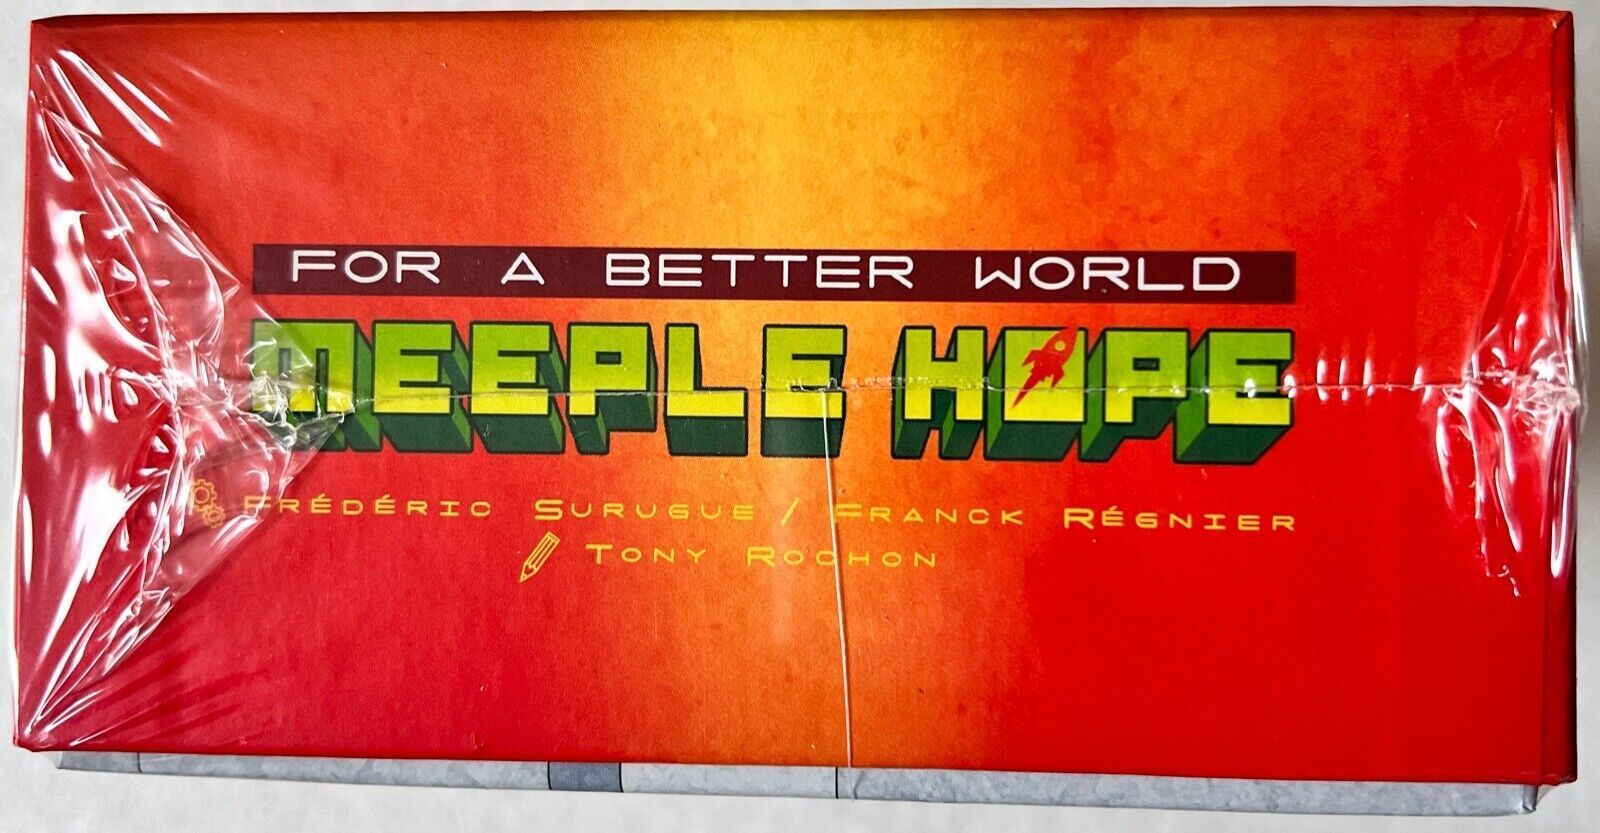 FOR A BETTER WORLD
MEEPLE HOPE
FRÉDÉRIC SURUGUE / FRANCK RÉGNIER
TONY ROCHON